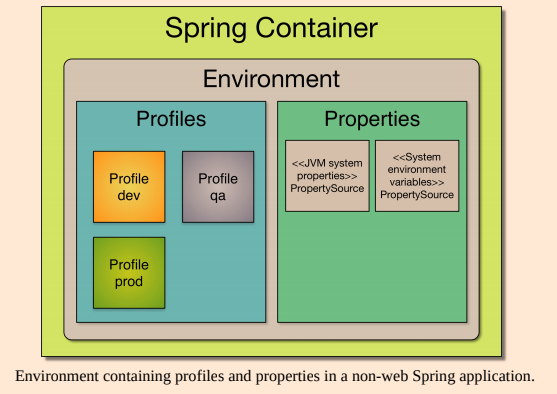 Spring Container
Environment
Profiles
Profile
dev
Profile
qa
Profile
prod
Properties
<<JVM system
properties>>
PropertySource
<<System
environment
variables>>
PropertySource
Environment containing profiles and properties in a non-web Spring application.